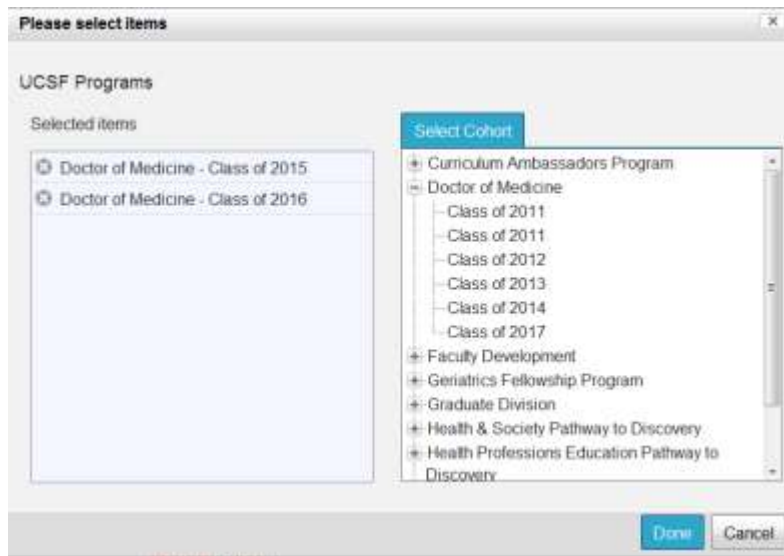 Please select items
UCSF Programs
Selected items
Doctor of Medicine - Class of 2015
Doctor of Medicine - Class of 2016
Select Cohort
Curriculum Ambassadors Program
Doctor of Medicine
Class of 2011
Class of 2011
Class of 2012
Class of 2013
Class of 2014
Class of 2017
Faculty Development
Geriatrics Fellowship Program
Graduate Division
Health & Society Pathway to Discovery
Health Professions Education Pathway to
Discovery
Done Cancel